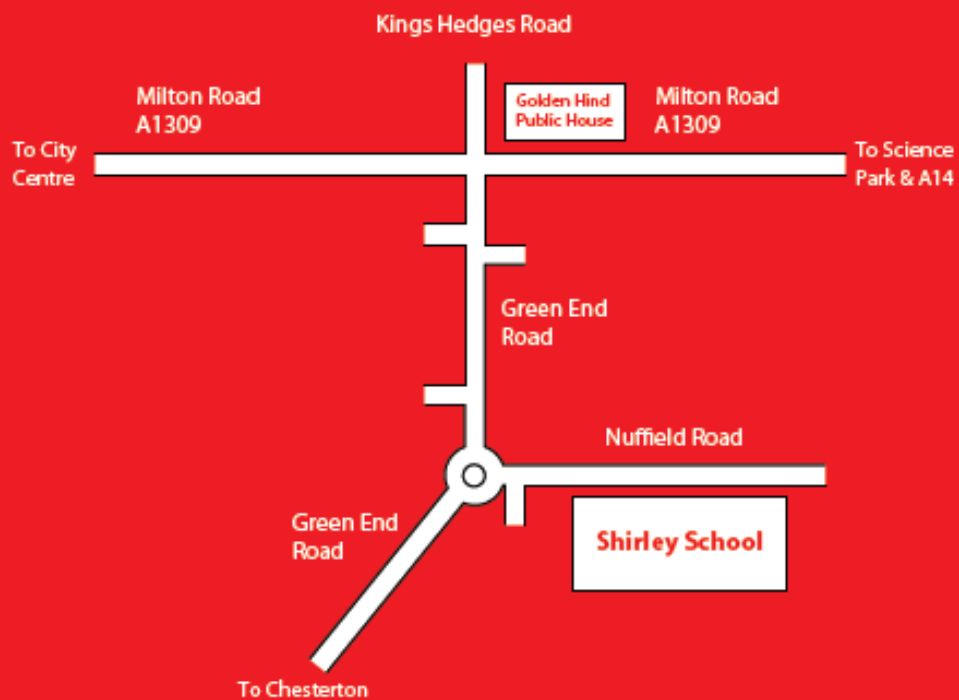 Kings Hedges Road
Milton Road
A1309
Golden Hind
Public House
Milton Road
A1309
To City
Centre
To Science
Park & A14
Green End
Road
Nuffield Road
Green End
Road
Shirley School
To Chesterton